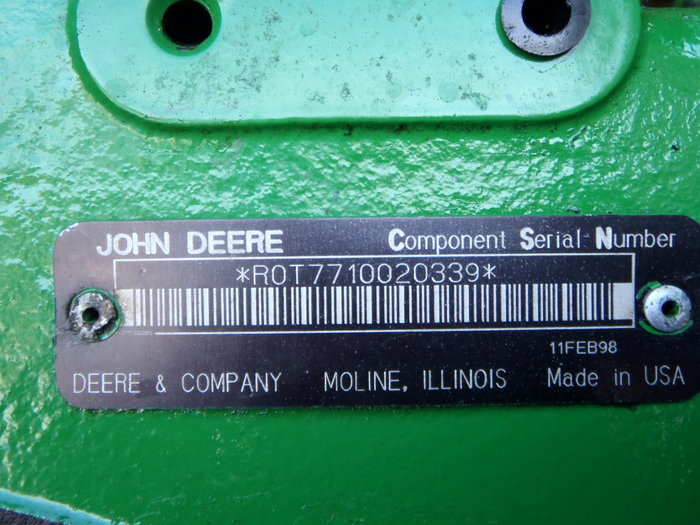 JOHN DEERE Component Serial Number
*R0T7710020339*
11FEB98
DEERE & COMPANY MOLINE, ILLINOIS Made in USA